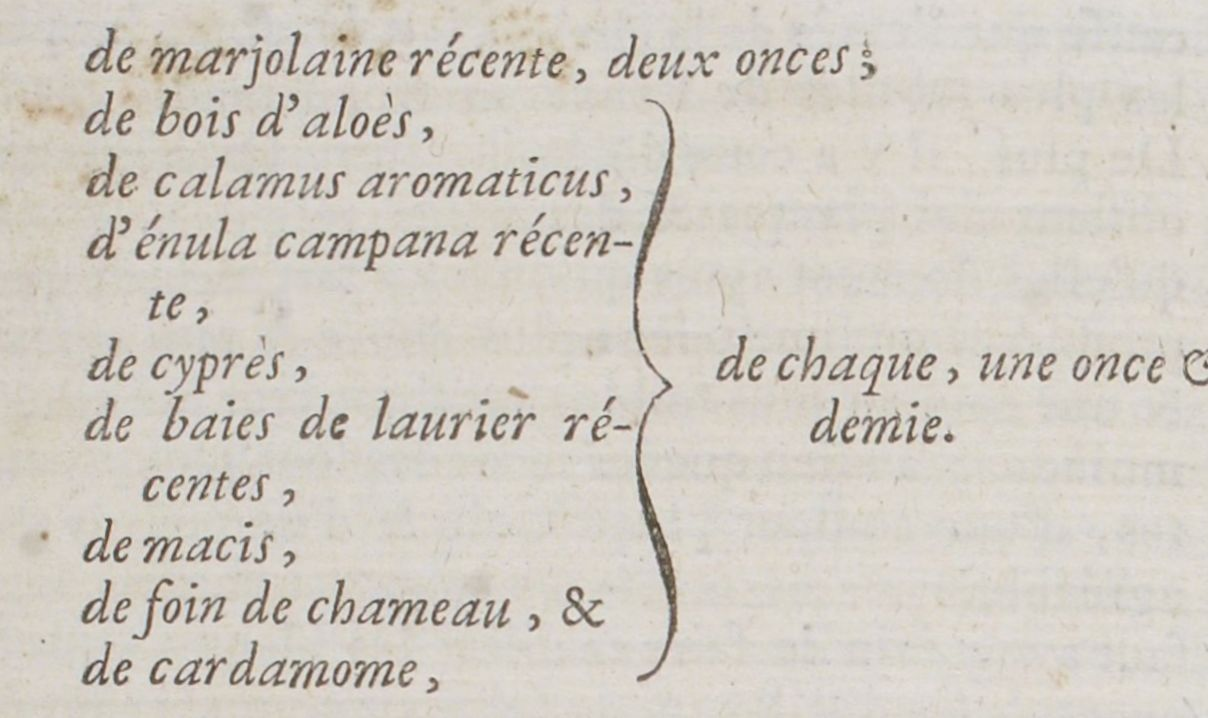 de marjolaine récente, deux onces;
de bois d'aloès,
de calamus aromaticus,
d'énula campana récen-
te,
de cyprès,
de baies de laurier ré-
centes,
de macis,
de foin de chameau, &
de cardamome,
de chaque, une once &
demie.